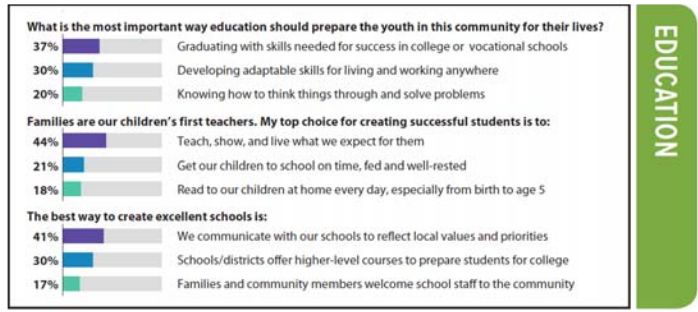 What is the most important way education should prepare the youth in this community for their lives?
37% Graduating with skills needed for success in college or vocational schools
30% Developing adaptable skills for living and working anywhere
20% Knowing how to think things through and solve problems
Families are our children's first teachers. My top choice for creating successful students is to:
44% Teach, show, and live what we expect for them
21% Get our children to school on time, fed and well-rested
18% Read to our children at home every day, especially from birth to age 5
The best way to create excellent schools is:
41% We communicate with our schools to reflect local values and priorities
30% Schools/districts offer higher-level courses to prepare students for college
17% Families and community members welcome school staff to the community
EDUCATION